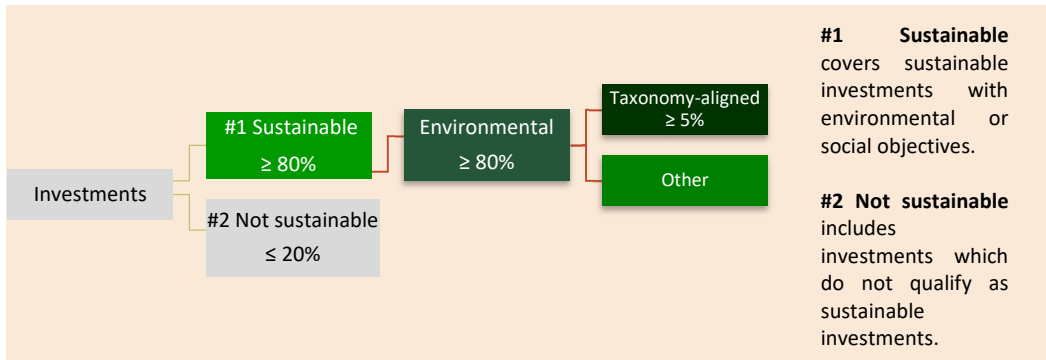 Investments
#1 Sustainable
≥ 80%
#2 Not sustainable
≤ 20%
Environmental
≥ 80%
Taxonomy-aligned
≥ 5%
Other
#1 Sustainable
covers sustainable
investments with
environmental or
social objectives.
#2 Not sustainable
includes
investments which
do not qualify as
sustainable
investments.